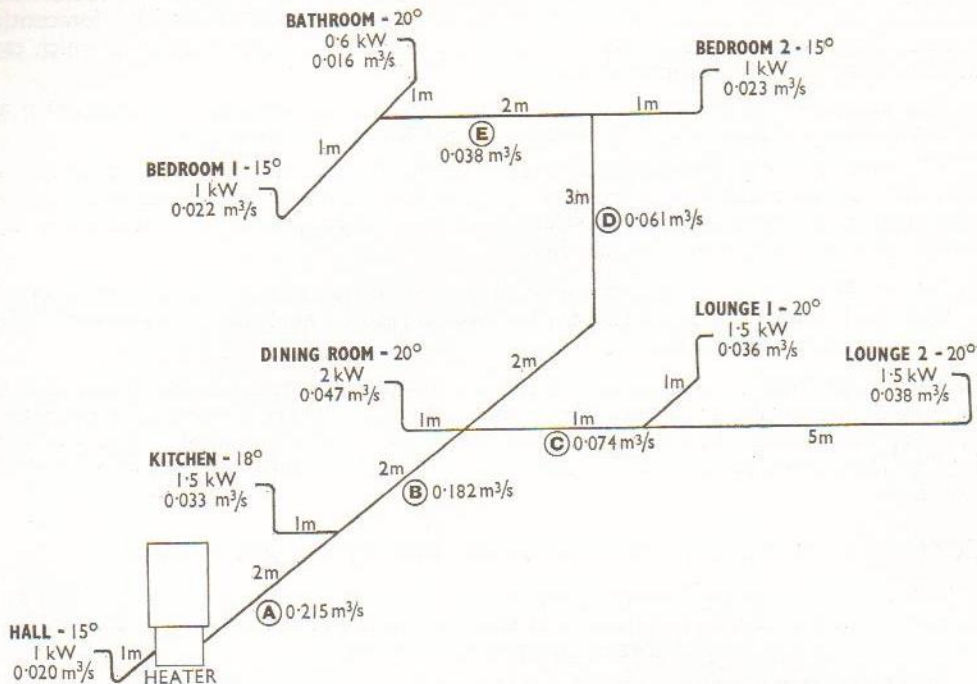 BATHROOM - 20°
0·6 kW
0·016 m³/s
BEDROOM 2 - 15°
1 kW
0·023 m³/s
1m
2m
1m
E
0·038 m³/s
1m
BEDROOM 1 - 15°
1 kW
0·022 m³/s
3m
D 0·061 m³/s
LOUNGE 1 - 20°
1·5 kW
0·036 m³/s
DINING ROOM - 20°
2 kW
0·047 m³/s
2m
LOUNGE 2 - 20°
1·5 kW
0·038 m³/s
1m
1m
1m
C 0·074 m³/s
5m
KITCHEN - 18°
1·5 kW
0·033 m³/s
2m
B 0·182 m³/s
1m
2m
A 0·215 m³/s
HALL - 15°
1 kW
0·020 m³/s
1m
HEATER